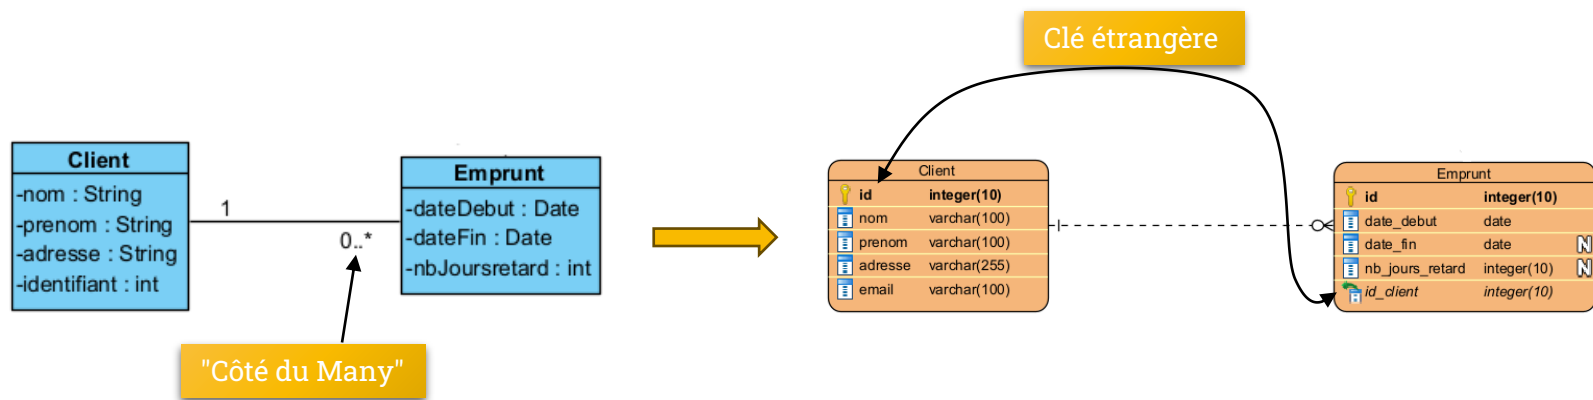 Clé étrangère
Client
-nom : String
-prenom : String
-adresse : String
-identifiant : int
1
0..*
Emprunt
-dateDebut : Date
-dateFin : Date
-nbJoursretard : int
"Côté du Many"
Client
id integer(10)
nom varchar(100)
prenom varchar(100)
adresse varchar(255)
email varchar(100)
Emprunt
id integer(10)
date_debut date
date_fin date N
nb_jours_retard integer(10) N
id_client integer(10)